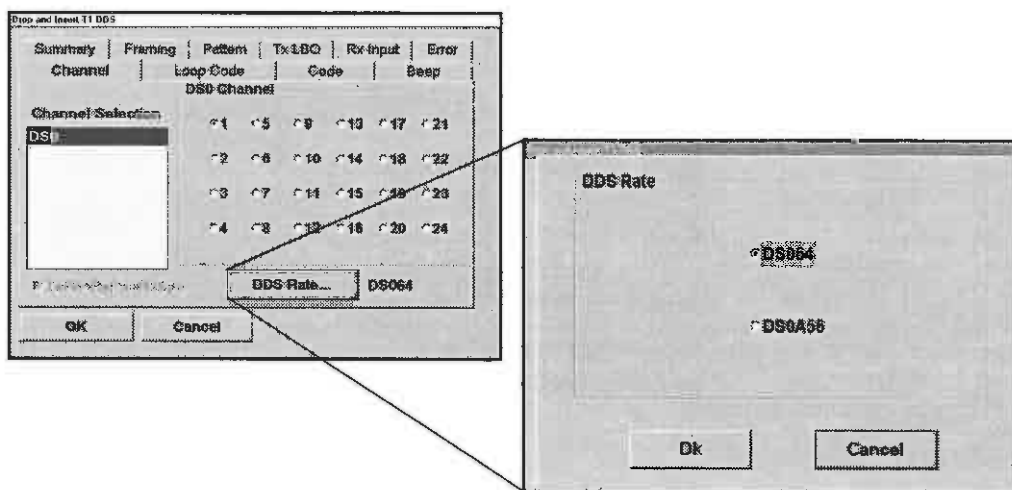 Drop and Insert T1 DDS
Summary Framing Pattern Tx LBO Rx Input Error
Channel Loop Code Code Beep
DS0 Channel
Channel Selection
DS0
1 5 9 13 17 21
2 6 10 14 18 22
3 7 11 15 19 23
4 8 12 16 20 24
DDS Rate... DS064
OK Cancel
DDS Rate
DS064
DS0A56
Ok Cancel